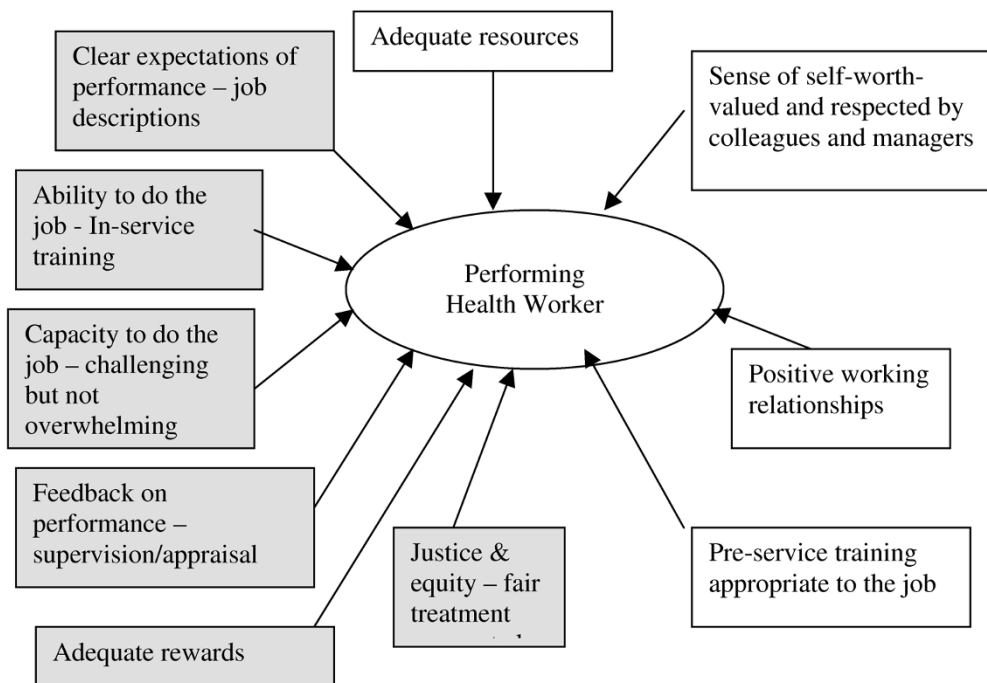 Clear expectations of
performance – job
descriptions
Adequate resources
Sense of self-worth-
valued and respected by
colleagues and managers
Ability to do the
job - In-service
training
Performing
Health Worker
Capacity to do the
job – challenging
but not
overwhelming
Positive working
relationships
Feedback on
performance –
supervision/appraisal
Justice &
equity – fair
treatment
Pre-service training
appropriate to the job
Adequate rewards